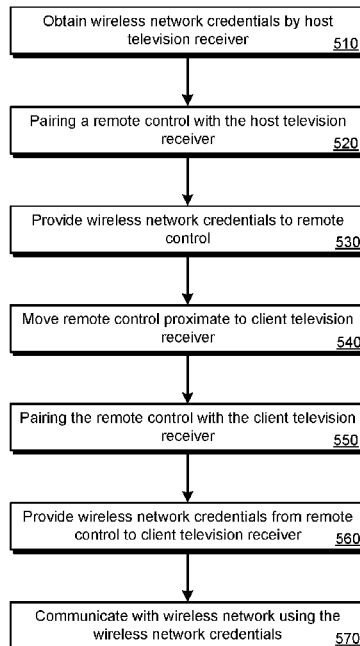 Obtain wireless network credentials by host
television receiver
510
Pairing a remote control with the host television
receiver
520
Provide wireless network credentials to remote
control
530
Move remote control proximate to client television
receiver
540
Pairing the remote control with the client television
receiver
550
Provide wireless network credentials from remote
control to client television receiver
560
Communicate with wireless network using the
wireless network credentials
570